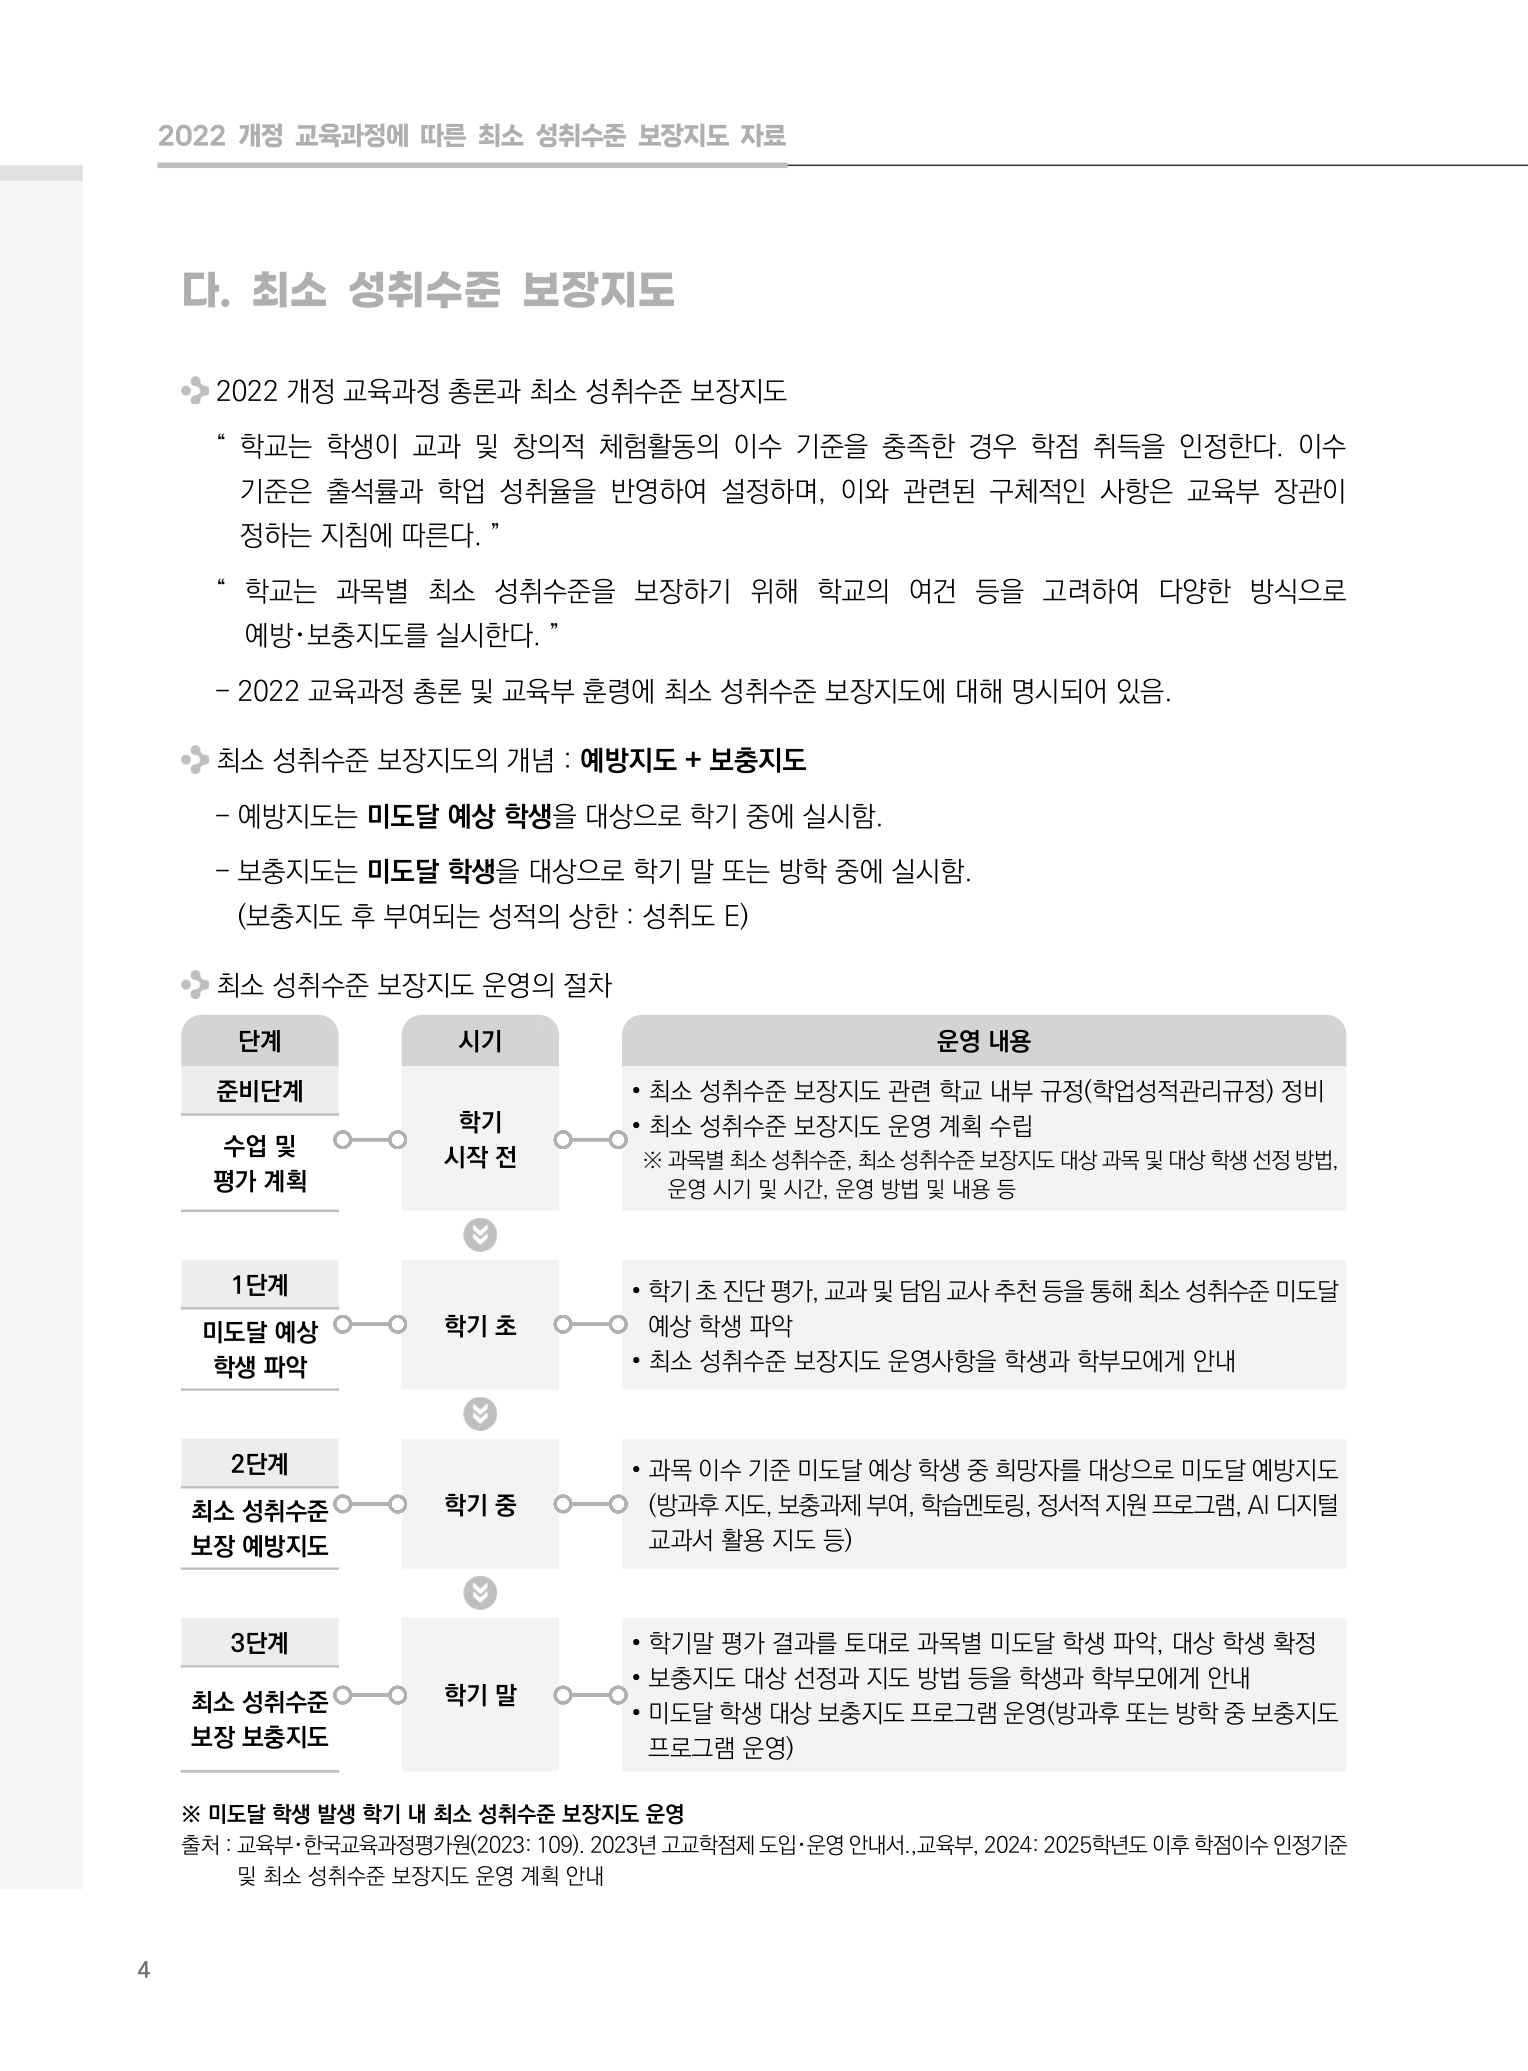 2022 개정 교육과정에 따른 최소 성취수준 보장지도 자료
다. 최소 성취수준 보장지도
2022 개정 교육과정 총론과 최소 성취수준 보장지도
“ 학교는 학생이 교과 및 창의적 체험활동의 이수 기준을 충족한 경우 학점 취득을 인정한다. 이수
기준은 출석률과 학업 성취율을 반영하여 설정하며, 이와 관련된 구체적인 사항은 교육부 장관이
정하는 지침에 따른다. ”
“ 학교는 과목별 최소 성취수준을 보장하기 위해 학교의 여건 등을 고려하여 다양한 방식으로
예방·보충지도를 실시한다. ”
– 2022 교육과정 총론 및 교육부 훈령에 최소 성취수준 보장지도에 대해 명시되어 있음.
최소 성취수준 보장지도의 개념 : 예방지도 + 보충지도
– 예방지도는 미도달 예상 학생을 대상으로 학기 중에 실시함.
– 보충지도는 미도달 학생을 대상으로 학기 말 또는 방학 중에 실시함.
(보충지도 후 부여되는 성적의 상한 : 성취도 E)
최소 성취수준 보장지도 운영의 절차
단계
시기
운영 내용
준비단계
수업 및
평가 계획
학기
시작 전
• 최소 성취수준 보장지도 관련 학교 내부 규정(학업성적관리규정) 정비
• 최소 성취수준 보장지도 운영 계획 수립
※ 과목별 최소 성취수준, 최소 성취수준 보장지도 대상 과목 및 대상 학생 선정 방법,
운영 시기 및 시간, 운영 방법 및 내용 등
1단계
미도달 예상
학생 파악
학기 초
• 학기 초 진단 평가, 교과 및 담임 교사 추천 등을 통해 최소 성취수준 미도달
예상 학생 파악
• 최소 성취수준 보장지도 운영사항을 학생과 학부모에게 안내
2단계
최소 성취수준
보장 예방지도
학기 중
• 과목 이수 기준 미도달 예상 학생 중 희망자를 대상으로 미도달 예방지도
(방과후 지도, 보충과제 부여, 학습멘토링, 정서적 지원 프로그램, AI 디지털
교과서 활용 지도 등)
3단계
최소 성취수준
보장 보충지도
학기 말
• 학기말 평가 결과를 토대로 과목별 미도달 학생 파악, 대상 학생 확정
• 보충지도 대상 선정과 지도 방법 등을 학생과 학부모에게 안내
• 미도달 학생 대상 보충지도 프로그램 운영(방과후 또는 방학 중 보충지도
프로그램 운영)
※ 미도달 학생 발생 학기 내 최소 성취수준 보장지도 운영
출처 : 교육부·한국교육과정평가원(2023: 109). 2023년 고교학점제 도입·운영 안내서.,교육부, 2024: 2025학년도 이후 학점이수 인정기준
및 최소 성취수준 보장지도 운영 계획 안내
4